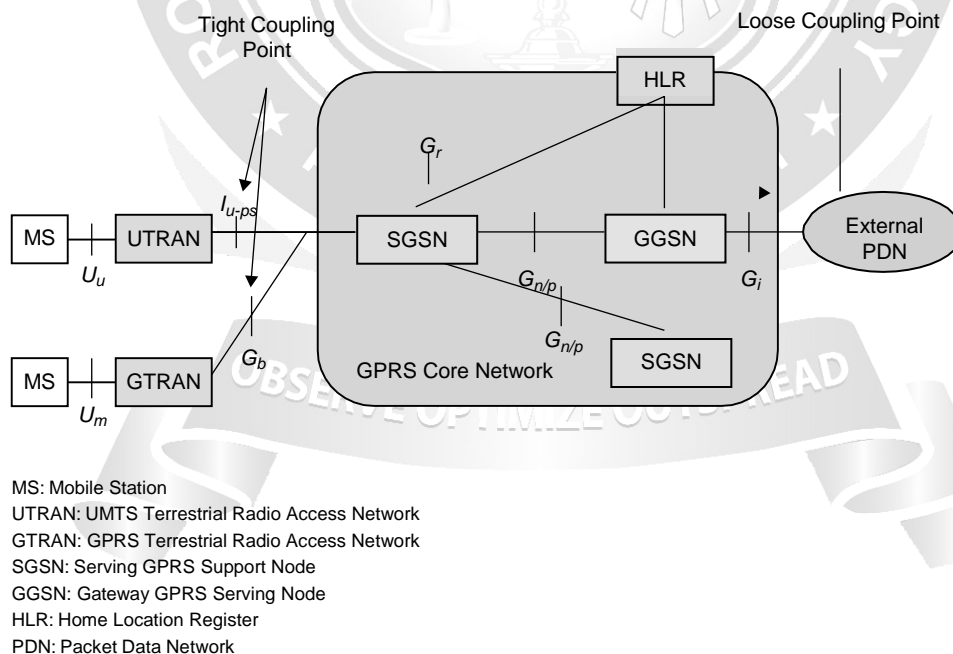 Tight Coupling
Point
Loose Coupling Point
HLR
Gr
Iu-ps
MS
UTRAN
SGSN
GGSN
External
PDN
Uu
Gn/p
Gi
Gn/p
Gb
SGSN
MS
GTRAN
GPRS Core Network
Um
OBSERVE OPTIMIZE OUTSPREAD
MS: Mobile Station
UTRAN: UMTS Terrestrial Radio Access Network
GTRAN: GPRS Terrestrial Radio Access Network
SGSN: Serving GPRS Support Node
GGSN: Gateway GPRS Serving Node
HLR: Home Location Register
PDN: Packet Data Network